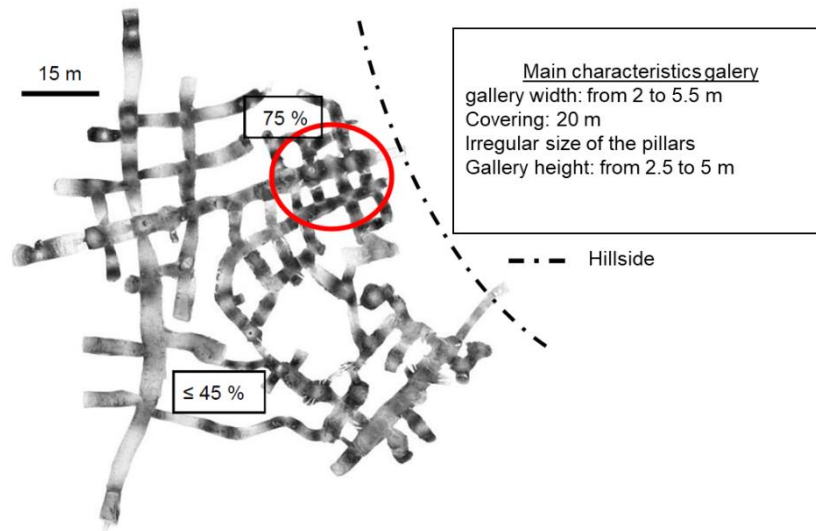 15 m
75 %
≤ 45 %
Main characteristics galery
gallery width: from 2 to 5.5 m
Covering: 20 m
Irregular size of the pillars
Gallery height: from 2.5 to 5 m
Hillside